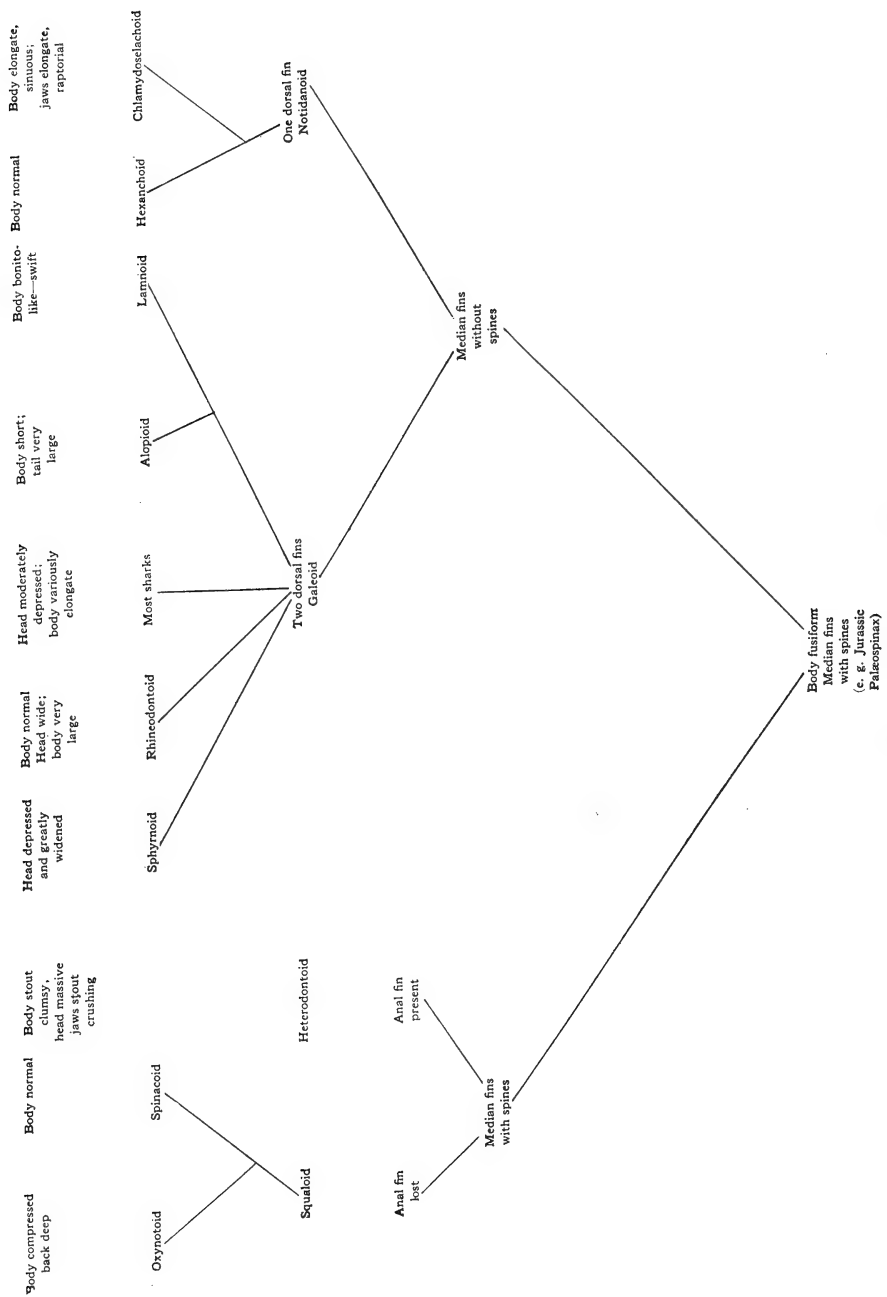 Body compressed
back deep
Body normal
Body stout
clumsy,
head massive
jaws stout
crushing
Head depressed
and greatly
widened
Body normal
Head wide;
body very
large
Head moderately
depressed;
body variously
elongate
Body short;
tail very
large
Body bonito-
like—swift
Body normal
Body elongate,
sinuous;
jaws elongate,
raptorial
Oxynotoid
Spinacoid
Sphyrnoid
Rhineodontoid
Most sharks
Alopioid
Lamnoid
Hexanchoid
Chlamydoselachoid
Squaloid
Heterodontoid
Two dorsal fins
Galeoid
One dorsal fin
Notidanoid
Anal fin
lost
Anal fin
present
Median fins
with spines
Median fins
without
spines
Body fusiform
Median fins
with spines
(e. g. Jurassic
Palæospinax)